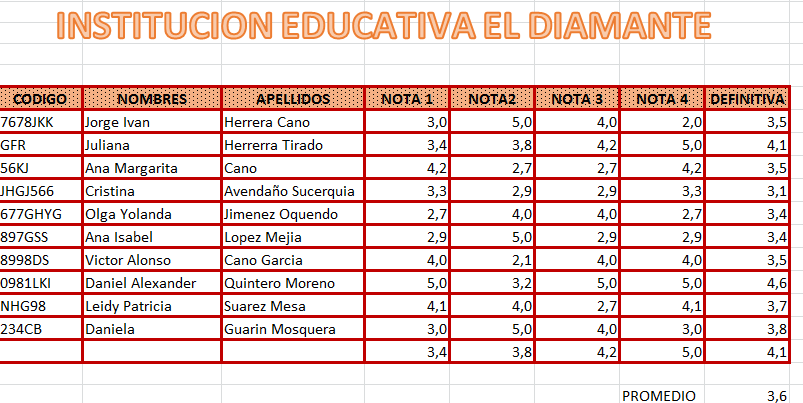 INSTITUCION EDUCATIVA EL DIAMANTE
CODIGO NOMBRES APELLIDOS NOTA 1 NOTA2 NOTA 3 NOTA 4 DEFINITIVA
7678JKK Jorge Ivan Herrera Cano 3,0 5,0 4,0 2,0 3,5
GFR Juliana Herrerra Tirado 3,4 3,8 4,2 5,0 4,1
56KJ Ana Margarita Cano 4,2 2,7 2,7 4,2 3,5
JHGJ566 Cristina Avendaño Sucerquia 3,3 2,9 2,9 3,3 3,1
677GHYG Olga Yolanda Jimenez Oquendo 2,7 4,0 4,0 2,7 3,4
897GSS Ana Isabel Lopez Mejia 2,9 5,0 2,9 2,9 3,4
8998DS Victor Alonso Cano Garcia 4,0 2,1 4,0 4,0 3,5
0981LKI Daniel Alexander Quintero Moreno 5,0 3,2 5,0 5,0 4,6
NHG98 Leidy Patricia Suarez Mesa 4,1 4,0 2,7 4,1 3,7
234CB Daniela Guarin Mosquera 3,0 5,0 4,0 3,0 3,8
3,4 3,8 4,2 5,0 4,1
PROMEDIO 3,6